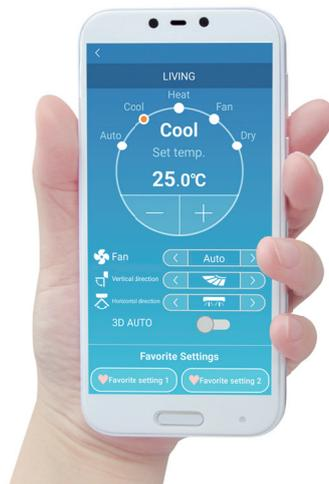 LIVING
Heat
Cool
Fan
Auto
Cool
Dry
Set temp.
25.0℃
Fan
Auto
Vertical direction
Horizontal direction
3D AUTO
Favorite Settings
Favorite setting 1
Favorite setting 2